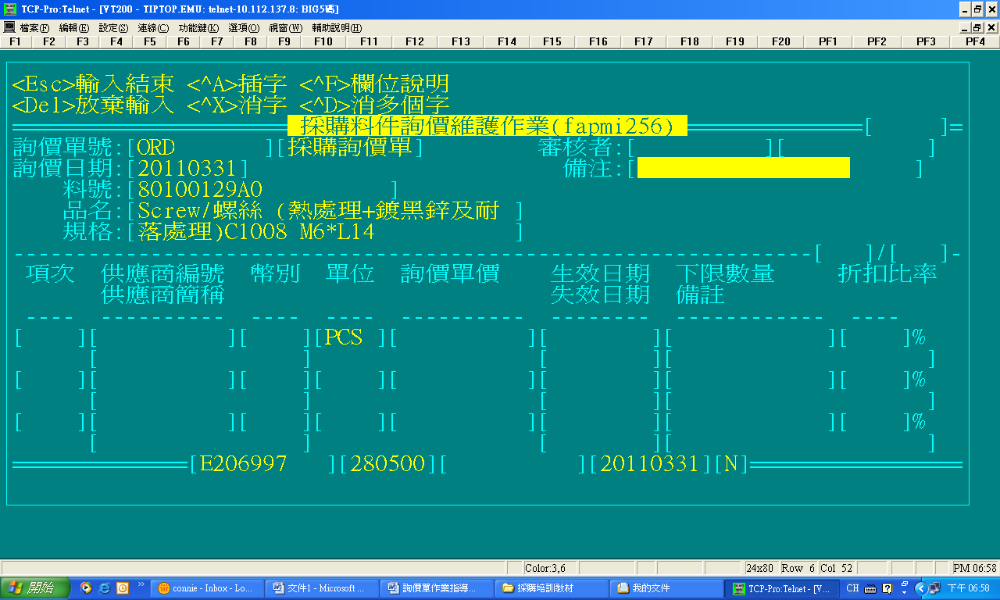 TCP-Pro:Telnet - [VT200 - TIPTOP.EMU: telnet-10.112.137.8: BIG5碼]
檔案(F) 編輯(E) 設定(S) 連線(C) 功能鍵(K) 選項(O) 視窗(W) 輔助說明(H)
F1 F2 F3 F4 F5 F6 F7 F8 F9 F10 F11 F12 F13 F14 F15 F16 F17 F18 F19 F20 PF1 PF2 PF3 PF4
<Esc>輸入結束 <^A>插字 <^F>欄位說明
<Del>放棄輸入 <^X>消字 <^D>消多個字
採購料件詢價維護作業(fapmi256) [ ]
詢價單號:[ORD ][採購詢價單] 審核者:[ ][ ]
詢價日期:[20110331] 備注:[ ]
料號:[80100129A0 ]
品名:[Screw/螺絲 (熱處理+鍍黑鋅及耐 ]
規格:[落處理)C1008 M6*L14 ]
[ ]/[ ]
項次 供應商編號 幣別 單位 詢價單價 生效日期 下限數量 折扣比率
供應商簡稱 失效日期 備註
---- ---------- ---- ---- ---------- -------- ------------ ----
[ ][ ][ ][PCS ][ ][ ][ ][ ]%
[ ] [ ][ ]
[ ][ ][ ][ ][ ][ ][ ][ ]%
[ ] [ ][ ]
[ ][ ][ ][ ][ ][ ][ ][ ]%
[ ] [ ][ ]
[E206997 ][280500][ ][20110331][N]
Color:3,6 24x80 Row 6 Col 52 PM 06:58
開始 connie - Inbox - Lo... 文件1 - Microsoft ... 詢價單作業指導... 採購培訓教材 我的文件 TCP-Pro:Telnet - [V... CH 下午 06:58